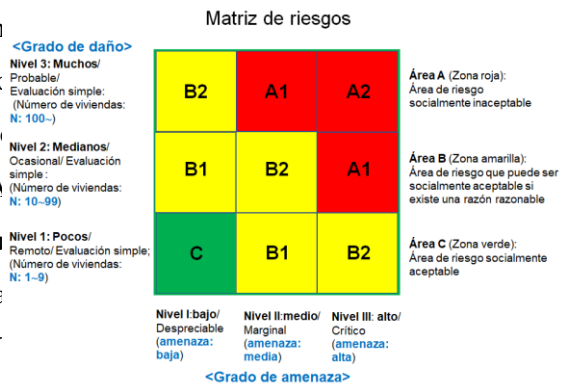 Matriz de riesgos
<Grado de daño>
Nivel 3: Muchos/
Probable/
Evaluación simple:
(Número de viviendas:
N: 100~)
B2
A1
A2
Área A (Zona roja):
Área de riesgo
socialmente inaceptable
Nivel 2: Medianos/
Ocasional/ Evaluación
simple :
(Número de viviendas:
N: 10~99)
B1
B2
A1
Área B (Zona amarilla):
Área de riesgo que puede ser
socialmente aceptable si
existe una razón razonable
Nivel 1: Pocos/
Remoto/ Evaluación simple;
(Número de viviendas:
N: 1~9)
C
B1
B2
Área C (Zona verde):
Área de riesgo socialmente
aceptable
Nivel I:bajo/
Despreciable
(amenaza:
baja)
Nivel II:medio/
Marginal
(amenaza:
media)
Nivel III: alto/
Crítico
(amenaza:
alta)
<Grado de amenaza>